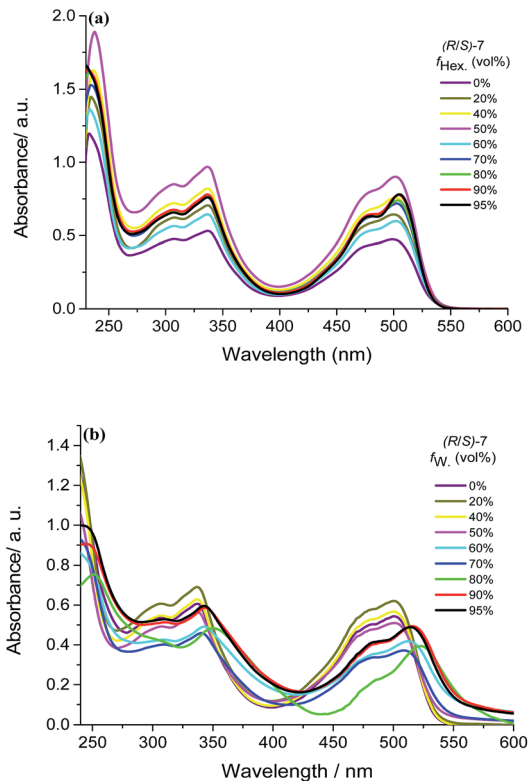 (a)
(R/S)-7
fHex. (vol%)
0%
20%
40%
50%
60%
70%
80%
90%
95%
2.0
1.5
1.0
0.5
0.0
Absorbance/ a.u.
250 300 350 400 450 500 550 600
Wavelength (nm)
(b)
(R/S)-7
fW. (vol%)
0%
20%
40%
50%
60%
70%
80%
90%
95%
1.4
1.2
1.0
0.8
0.6
0.4
0.2
0.0
Absorbance/ a. u.
250 300 350 400 450 500 550 600
Wavelength / nm